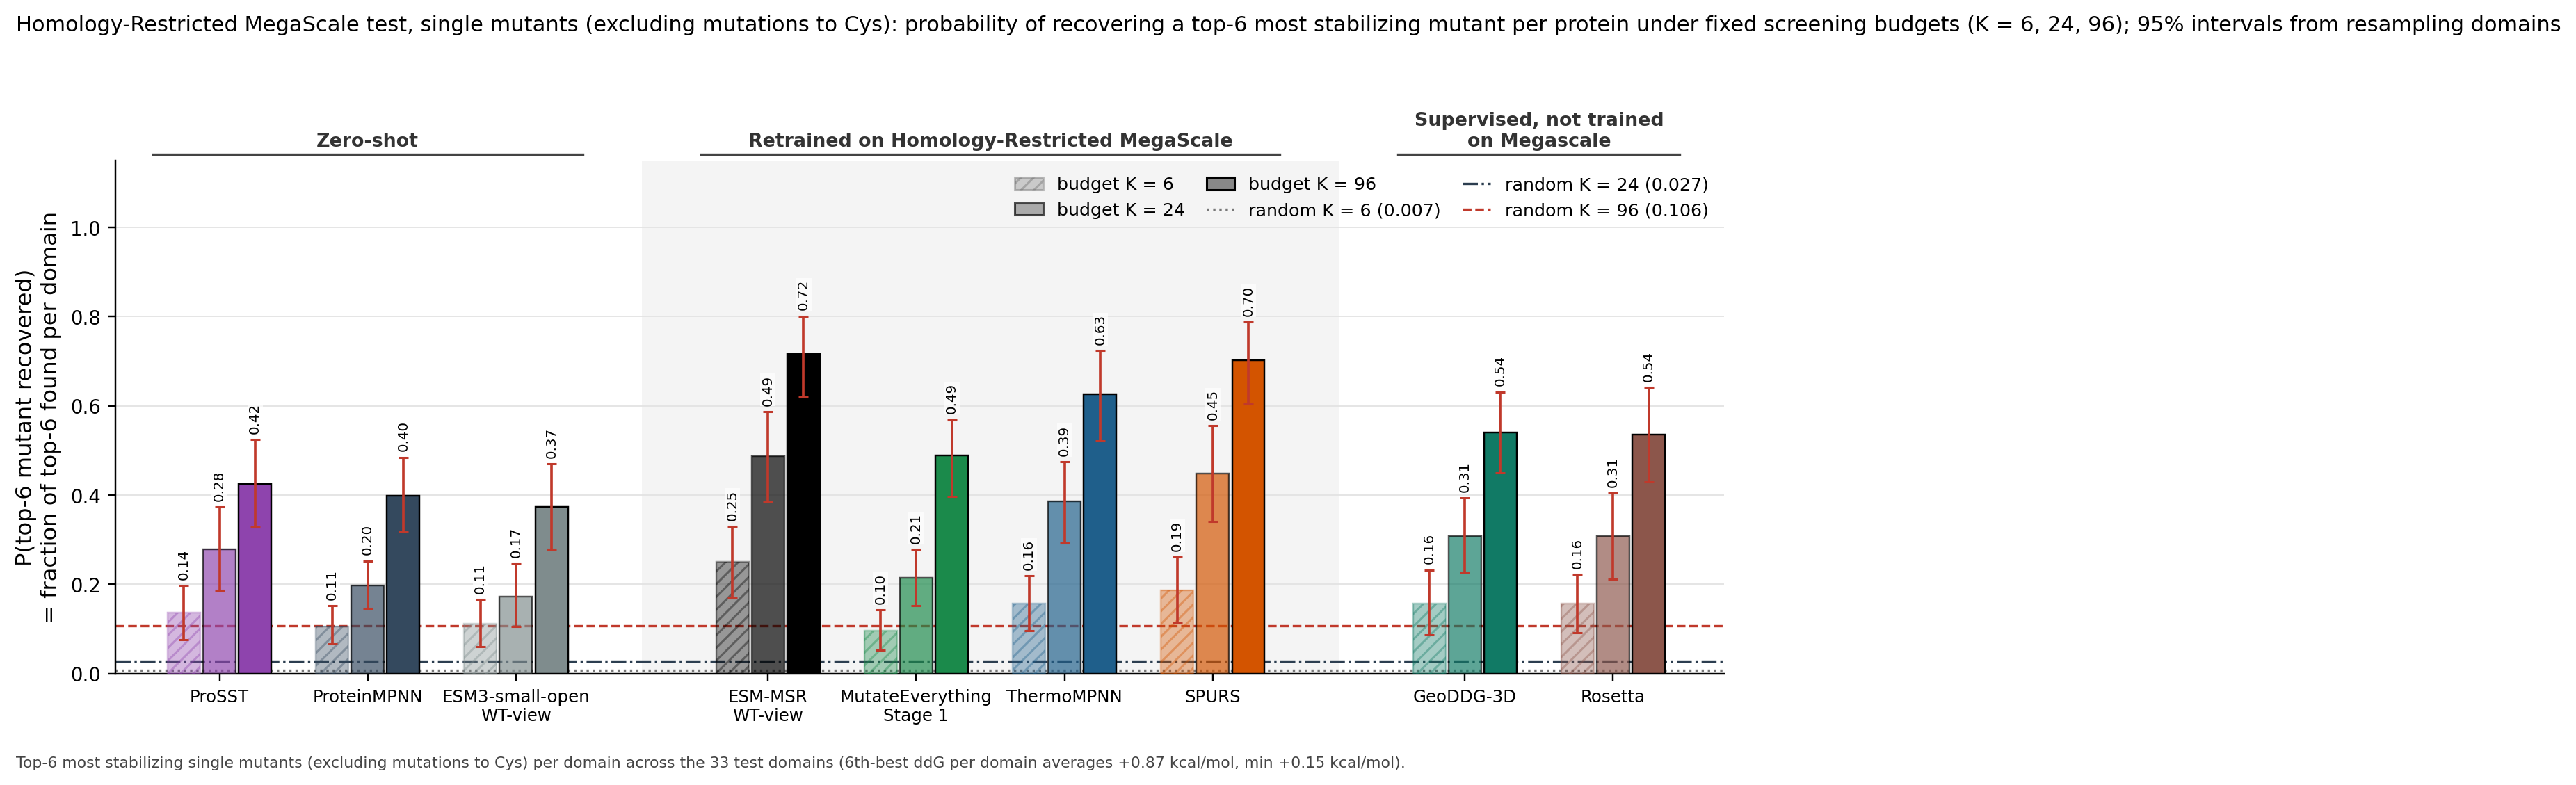 Homology-Restricted MegaScale test, single mutants (excluding mutations to Cys): probability of recovering a top-6 most stabilizing mutant per protein under fixed screening budgets (K = 6, 24, 96); 95% intervals from resampling domains
Zero-shot
Retrained on Homology-Restricted MegaScale
Supervised, not trained
on Megascale
budget K = 6
budget K = 24
budget K = 96
random K = 6 (0.007)
random K = 24 (0.027)
random K = 96 (0.106)
P(top-6 mutant recovered)
= fraction of top-6 found per domain
1.0
0.8
0.6
0.4
0.2
0.0
0.14
0.28
0.42
0.11
0.20
0.40
0.11
0.17
0.37
0.25
0.49
0.72
0.10
0.21
0.49
0.16
0.39
0.63
0.19
0.45
0.70
0.16
0.31
0.54
0.16
0.31
0.54
ProSST
ProteinMPNN
ESM3-small-open
WT-view
ESM-MSR
WT-view
MutateEverything
Stage 1
ThermoMPNN
SPURS
GeoDDG-3D
Rosetta
Top-6 most stabilizing single mutants (excluding mutations to Cys) per domain across the 33 test domains (6th-best ddG per domain averages +0.87 kcal/mol, min +0.15 kcal/mol).